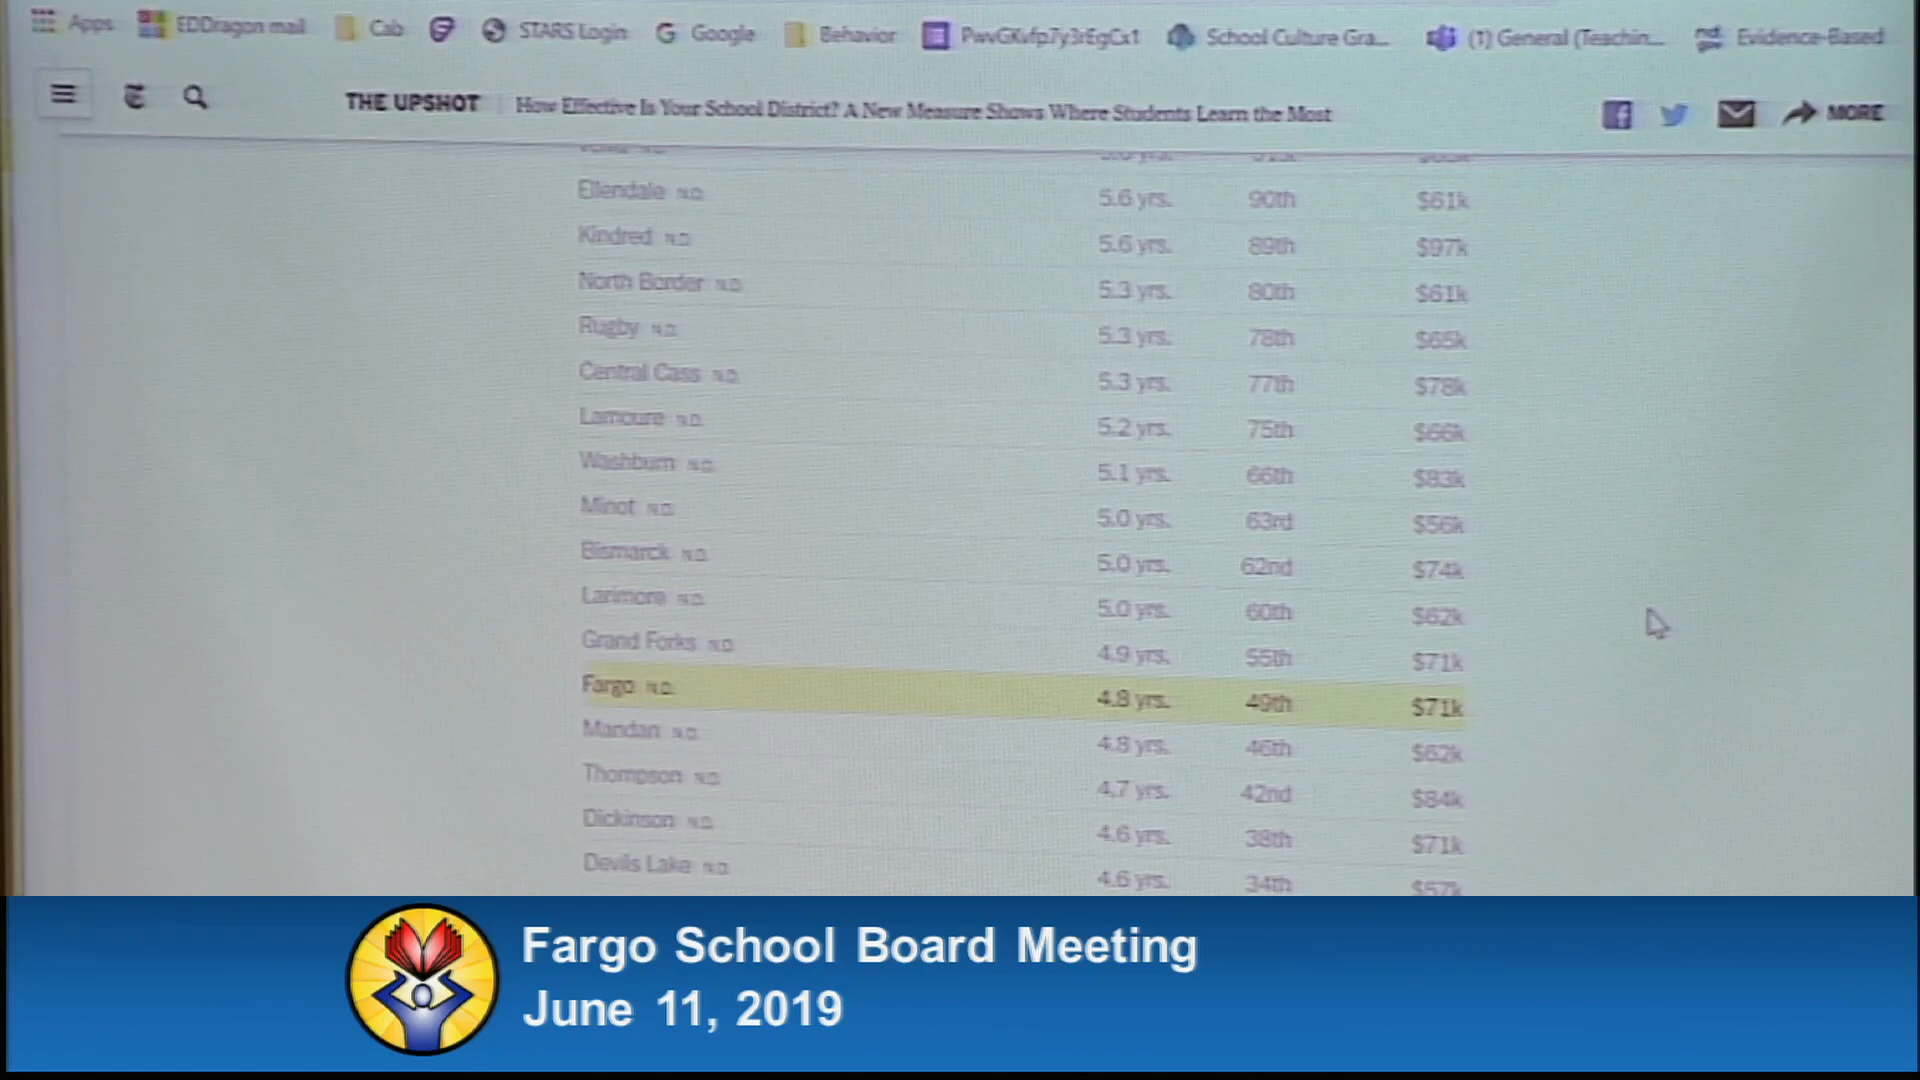 Apps EDDragon mail Cab STARS Login Google Behavior PwvGKvfp7y3rEgCx1 School Culture Gra... (1) General (Teachin... Evidence-Based
THE UPSHOT How Effective Is Your School District? A New Measure Shows Where Students Learn the Most MORE
Ellendale N.D. 5.6 yrs. 90th $61k
Kindred N.D. 5.6 yrs. 89th $97k
North Border N.D. 5.3 yrs. 80th $61k
Rugby N.D. 5.3 yrs. 78th $65k
Central Cass N.D. 5.3 yrs. 77th $78k
Lamoure N.D. 5.2 yrs. 75th $66k
Washburn N.D. 5.1 yrs. 66th $83k
Minot N.D. 5.0 yrs. 63rd $56k
Bismarck N.D. 5.0 yrs. 62nd $74k
Larimore N.D. 5.0 yrs. 60th $62k
Grand Forks N.D. 4.9 yrs. 55th $71k
Fargo N.D. 4.8 yrs. 49th $71k
Mandan N.D. 4.8 yrs. 46th $62k
Thompson N.D. 4.7 yrs. 42nd $84k
Dickinson N.D. 4.6 yrs. 38th $71k
Devils Lake N.D. 4.6 yrs. 34th $57k
Fargo School Board Meeting
June 11, 2019